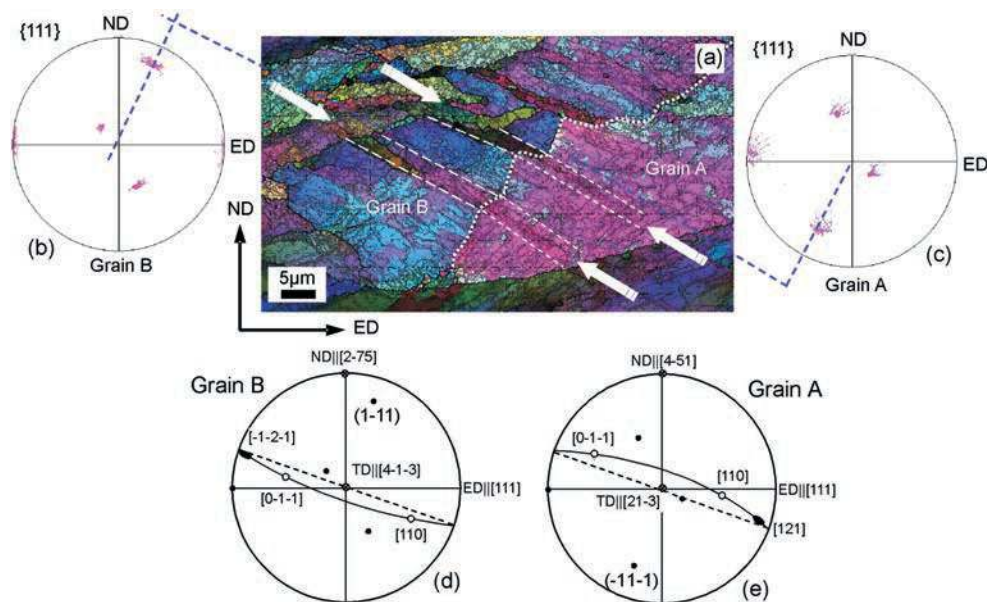 {111}
ND
ED
(b)
Grain B
(a)
Grain A
Grain B
ND
5μm
ED
{111}
ND
ED
(c)
Grain A
Grain B
ND||[2-75]
(1-11)
[-1-2-1]
TD||[4-1-3]
ED||[111]
[0-1-1]
[110]
(d)
Grain A
ND||[4-51]
[0-1-1]
[110]
ED||[111]
TD||[21-3]
[121]
(-11-1)
(e)